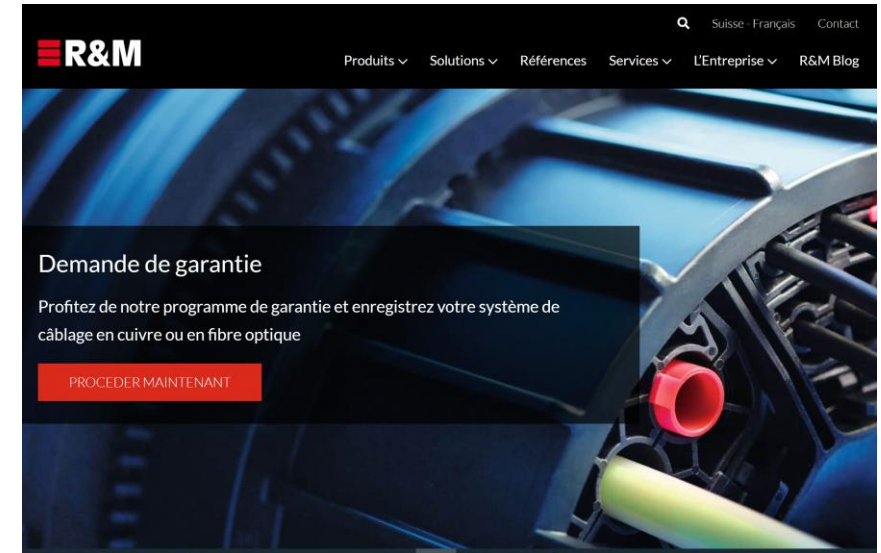 Suisse - Français Contact
R&M
Produits Solutions Références Services L'Entreprise R&M Blog
Demande de garantie
Profitez de notre programme de garantie et enregistrez votre système de
câblage en cuivre ou en fibre optique
PROCEDER MAINTENANT